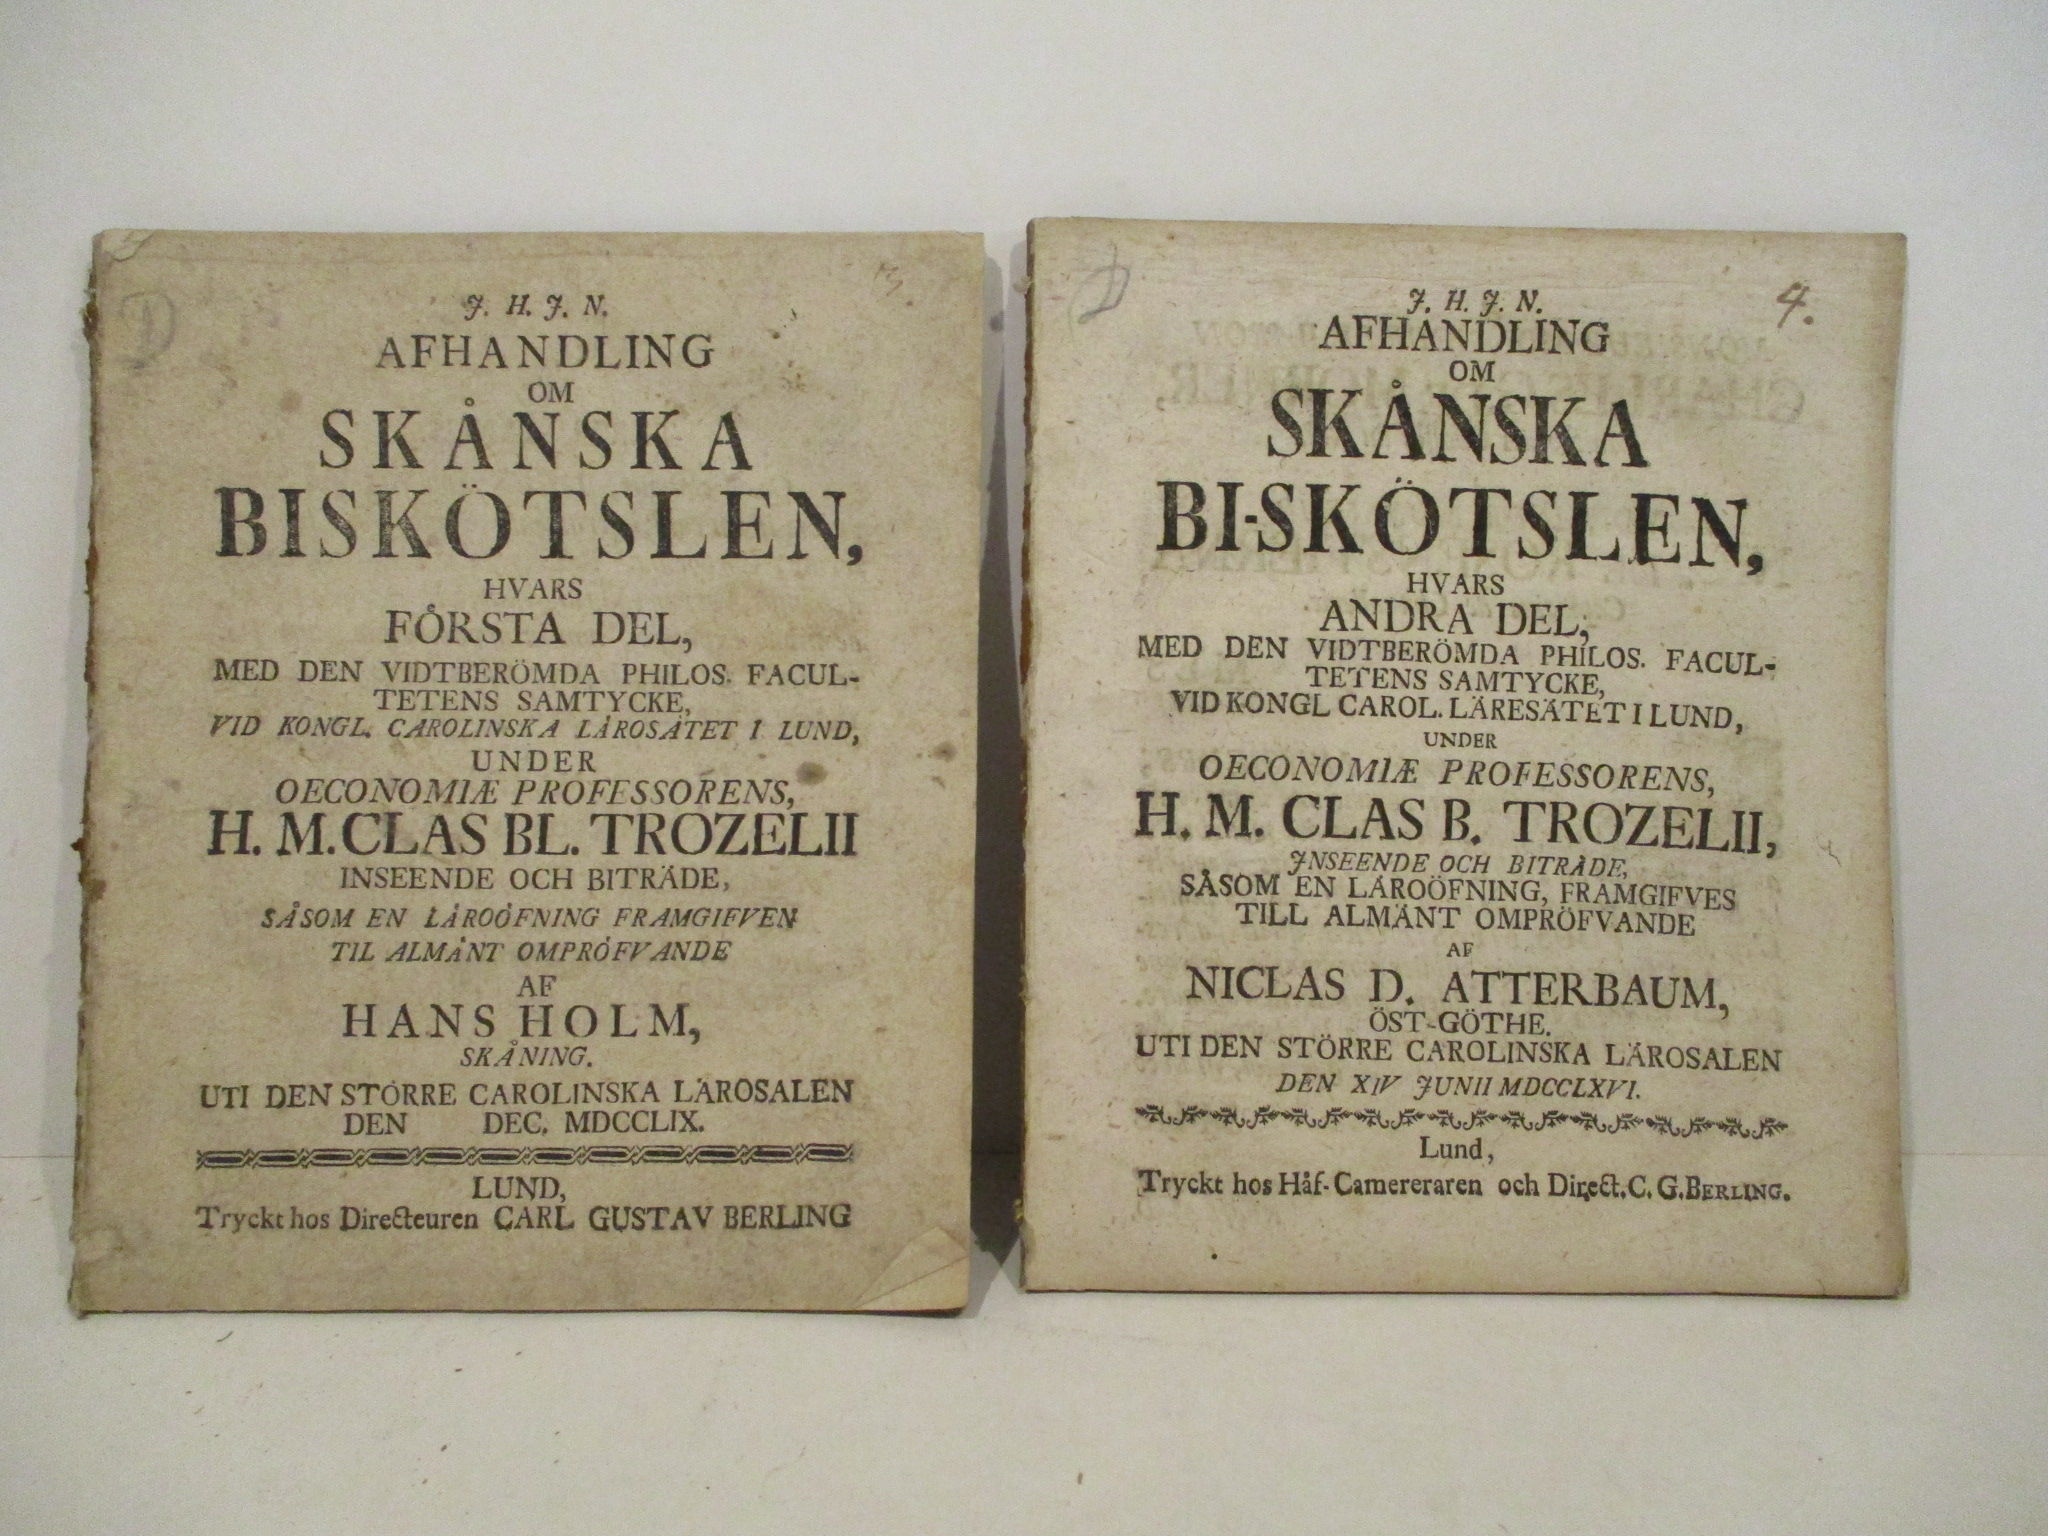 D
J. H. J. N.
AFHANDLING
OM
SKÅNSKA
BISKÖTSLEN,
HVARS
FÖRSTA DEL,
MED DEN VIDTBERÖMDA PHILOS. FACUL-
TETENS SAMTYCKE,
VID KONGL. CAROLINSKA LÄROSÄTET I LUND,
UNDER
OECONOMIÆ PROFESSORENS,
H. M. CLAS BL. TROZELII
INSEENDE OCH BITRÄDE,
SÅSOM EN LÄROÖFNING FRAMGIFVEN
TIL ALMÄNT OMPRÖFVANDE
AF
HANS HOLM,
SKÅNING.
UTI DEN STÖRRE CAROLINSKA LÄROSALEN
DEN DEC. MDCCLIX.
LUND,
Tryckt hos Directeuren CARL GUSTAV BERLING
D
4.
J. H. J. N.
AFHANDLING
OM
SKÅNSKA
BI-SKÖTSLEN,
HVARS
ANDRA DEL,
MED DEN VIDTBERÖMDA PHILOS. FACUL-
TETENS SAMTYCKE,
VID KONGL CAROL. LÄRESÄTET I LUND,
UNDER
OECONOMIÆ PROFESSORENS,
H. M. CLAS B. TROZELII,
JNSEENDE OCH BITRÄDE,
SÅSOM EN LÄROÖFNING, FRAMGIFVES
TILL ALMÄNT OMPRÖFVANDE
AF
NICLAS D. ATTERBAUM,
ÖST-GÖTHE.
UTI DEN STÖRRE CAROLINSKA LÄROSALEN
DEN XIV JUNII MDCCLXVI.
Lund,
Tryckt hos Håf-Camereraren och Direct. C. G. BERLING.